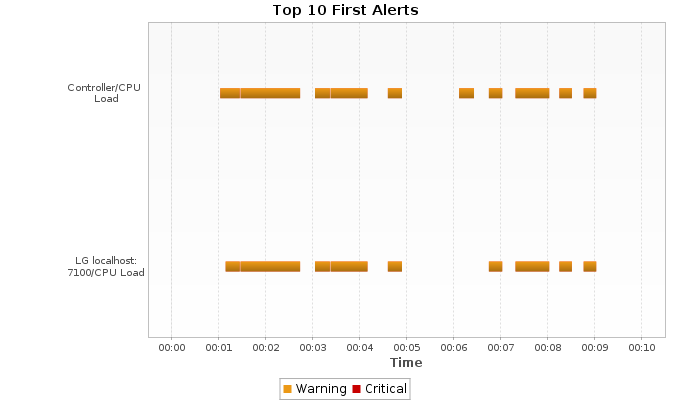 Top 10 First Alerts
Controller/CPU
Load
LG localhost:
7100/CPU Load
00:00 00:01 00:02 00:03 00:04 00:05 00:06 00:07 00:08 00:09 00:10
Time
Warning Critical